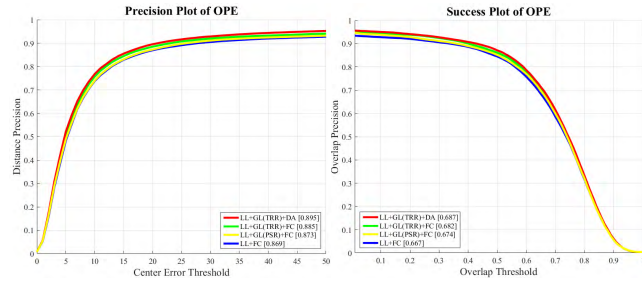 Precision Plot of OPE
1
0.9
0.8
0.7
0.6
0.5
0.4
0.3
0.2
0.1
0
Distance Precision
0 5 10 15 20 25 30 35 40 45 50
Center Error Threshold
LL+GL(TRR)+DA [0.895]
LL+GL(TRR)+FC [0.885]
LL+GL(PSR)+FC [0.873]
LL+FC [0.869]
Success Plot of OPE
1
0.9
0.8
0.7
0.6
0.5
0.4
0.3
0.2
0.1
0
Overlap Precision
0.1 0.2 0.3 0.4 0.5 0.6 0.7 0.8 0.9
Overlap Threshold
LL+GL(TRR)+DA [0.687]
LL+GL(TRR)+FC [0.682]
LL+GL(PSR)+FC [0.674]
LL+FC [0.667]